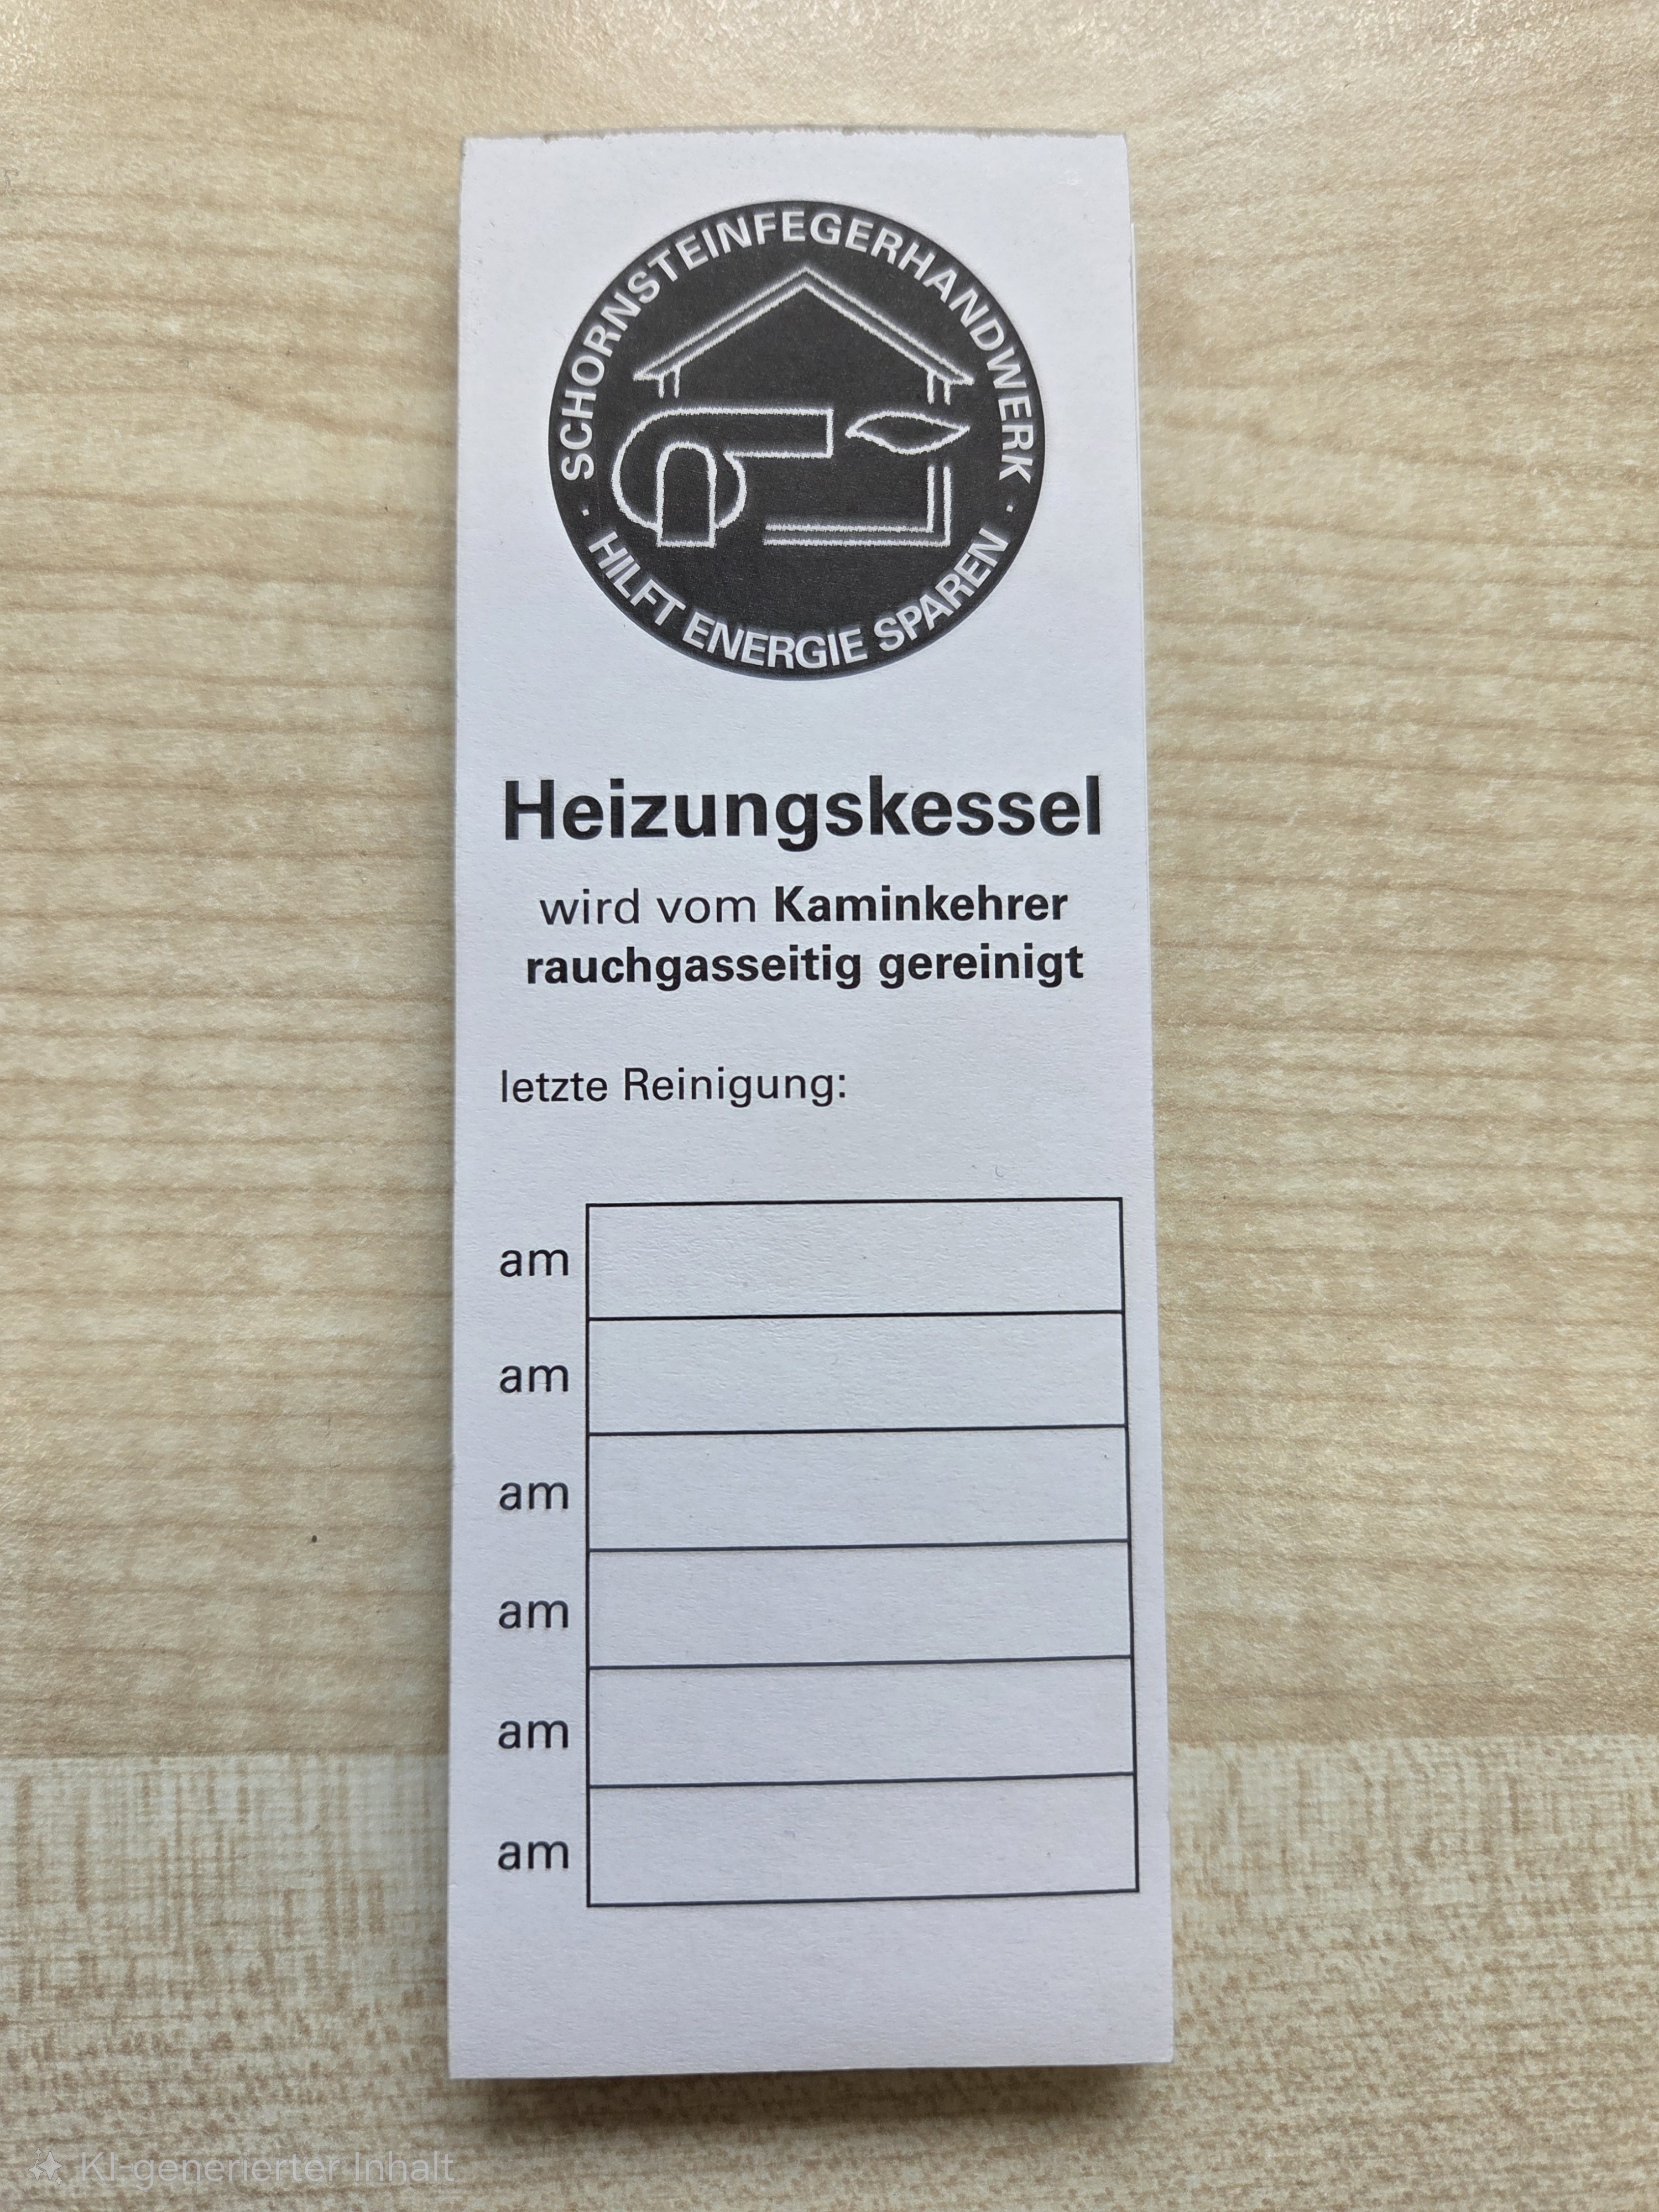 SCHORNSTEINFEGERHANDWERK ·
HILFT ENERGIE SPAREN ·
Heizungskessel
wird vom Kaminkehrer
rauchgasseitig gereinigt
letzte Reinigung:
am
am
am
am
am
am
KI-generierter Inhalt